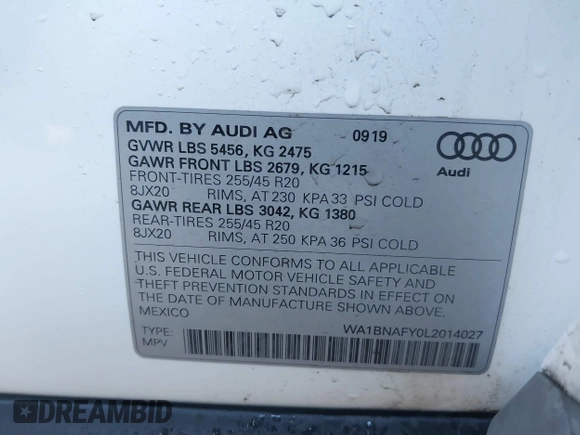 MFD. BY AUDI AG 0919
GVWR LBS 5456, KG 2475
GAWR FRONT LBS 2679, KG 1215
FRONT-TIRES 255/45 R20
8JX20 RIMS, AT 230 KPA 33 PSI COLD
GAWR REAR LBS 3042, KG 1380
REAR-TIRES 255/45 R20
8JX20 RIMS, AT 250 KPA 36 PSI COLD
Audi
THIS VEHICLE CONFORMS TO ALL APPLICABLE
U.S. FEDERAL MOTOR VEHICLE SAFETY AND
THEFT PREVENTION STANDARDS IN EFFECT ON
THE DATE OF MANUFACTURE SHOWN ABOVE.
MEXICO
TYPE: WA1BNAFY0L2014027
MPV
DREAMBID